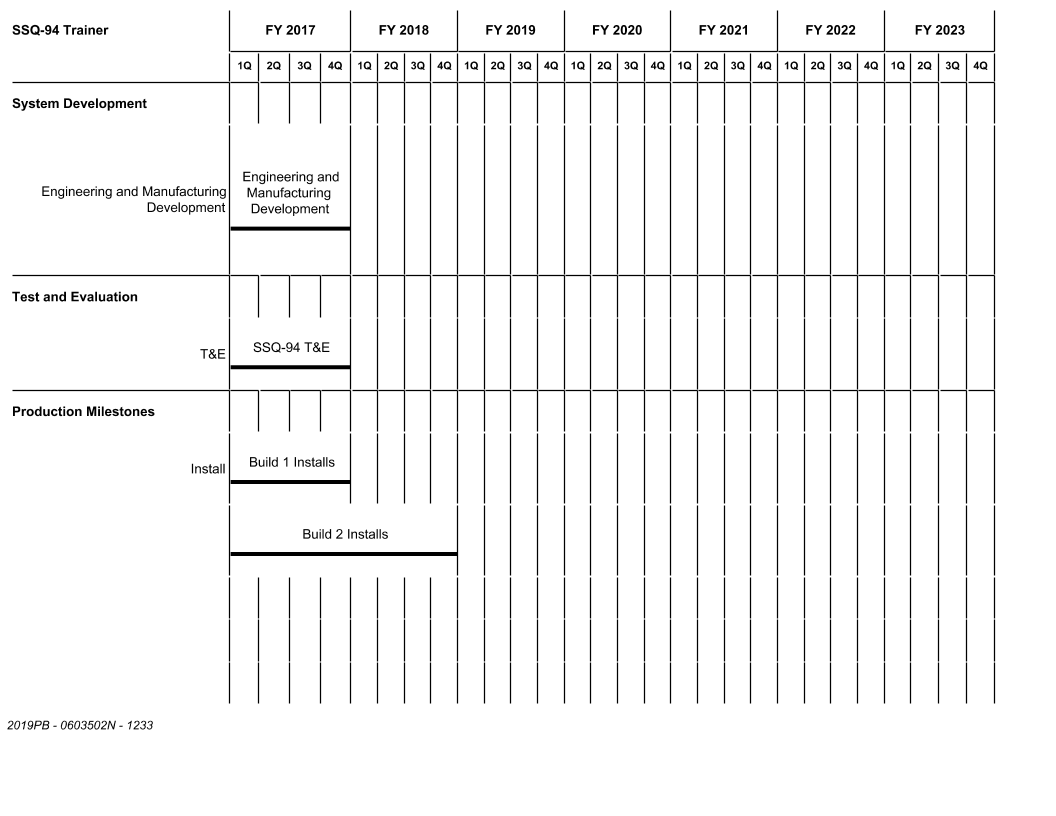 SSQ-94 Trainer FY 2017 FY 2018 FY 2019 FY 2020 FY 2021 FY 2022 FY 2023
1Q 2Q 3Q 4Q 1Q 2Q 3Q 4Q 1Q 2Q 3Q 4Q 1Q 2Q 3Q 4Q 1Q 2Q 3Q 4Q 1Q 2Q 3Q 4Q 1Q 2Q 3Q 4Q
System Development
Engineering and Manufacturing
Development
Engineering and
Manufacturing
Development
Test and Evaluation
T&E
SSQ-94 T&E
Production Milestones
Install
Build 1 Installs
Build 2 Installs
2019PB - 0603502N - 1233